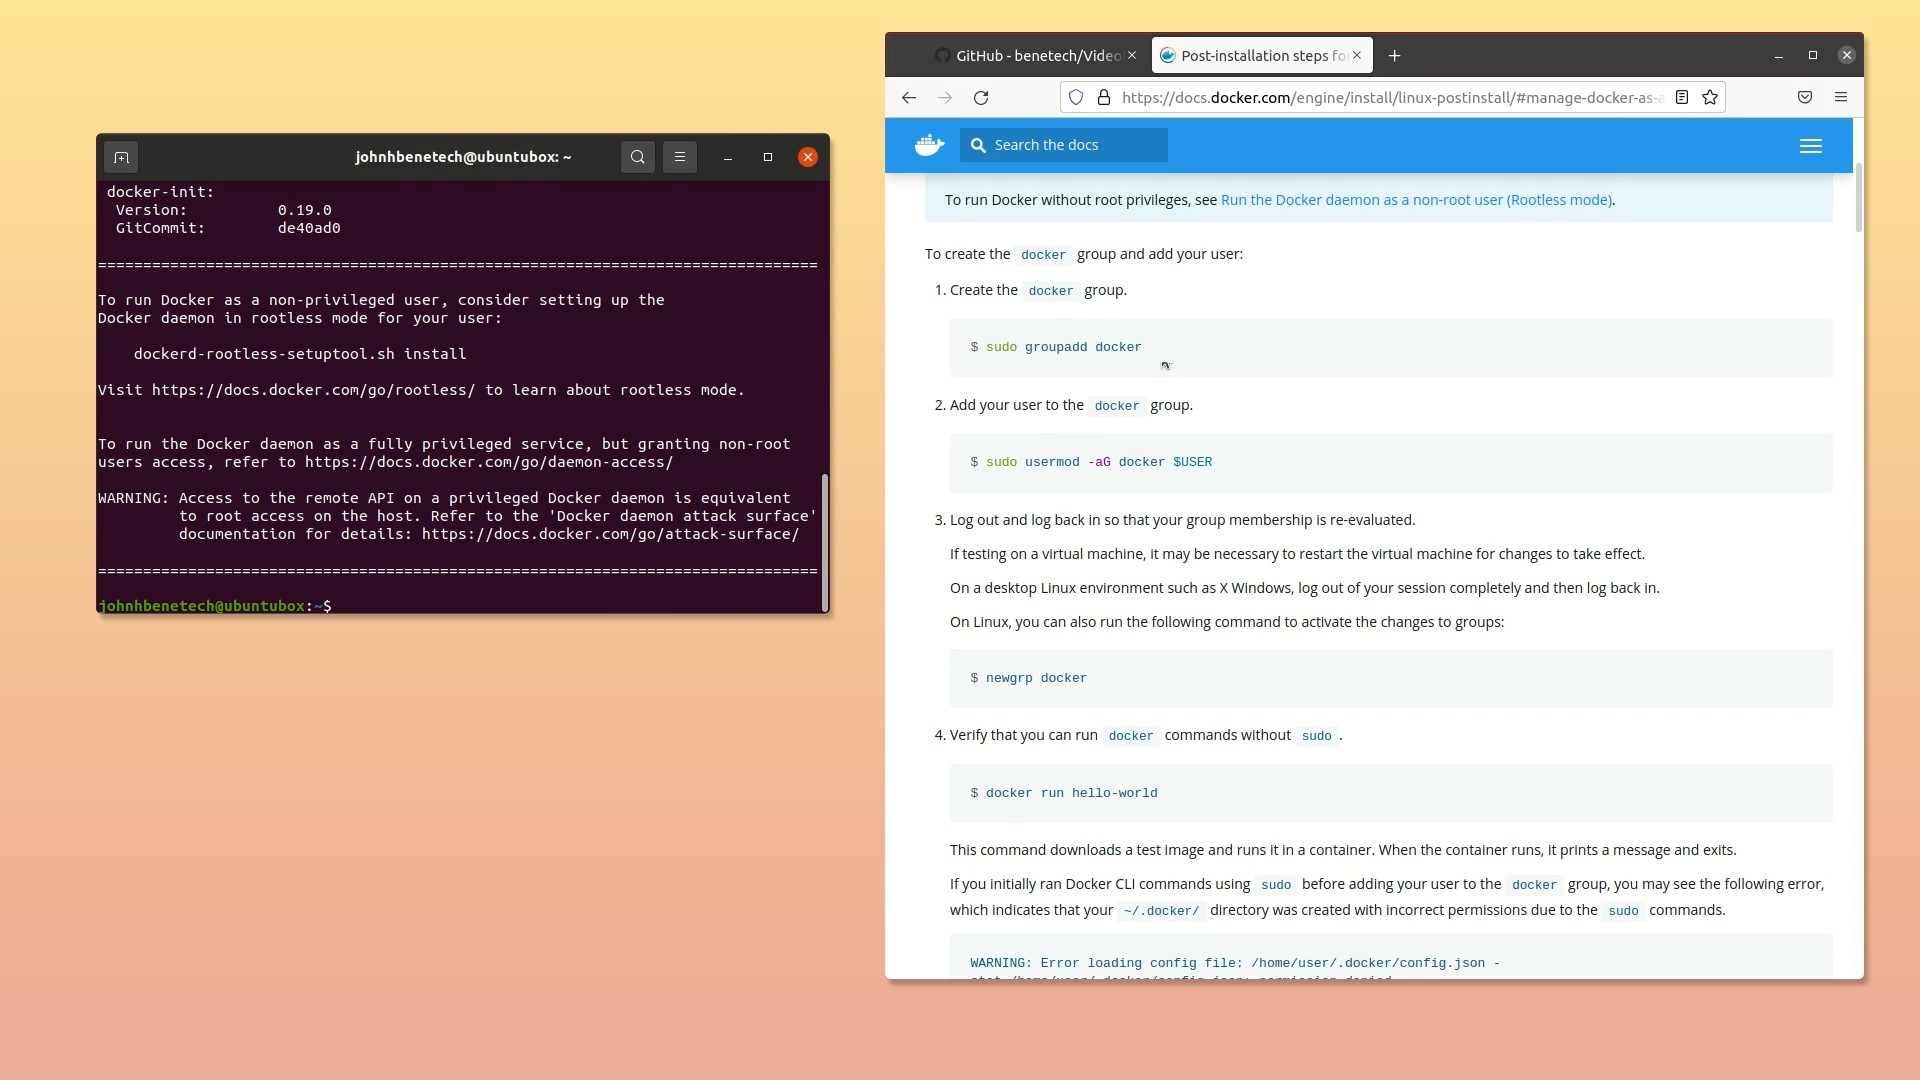 johnhbenetech@ubuntubox: ~
docker-init:
Version: 0.19.0
GitCommit: de40ad0
================================================================================
To run Docker as a non-privileged user, consider setting up the
Docker daemon in rootless mode for your user:
dockerd-rootless-setuptool.sh install
Visit https://docs.docker.com/go/rootless/ to learn about rootless mode.
To run the Docker daemon as a fully privileged service, but granting non-root
users access, refer to https://docs.docker.com/go/daemon-access/
WARNING: Access to the remote API on a privileged Docker daemon is equivalent
to root access on the host. Refer to the 'Docker daemon attack surface'
documentation for details: https://docs.docker.com/go/attack-surface/
================================================================================
johnhbenetech@ubuntubox:~$
GitHub - benetech/Video
Post-installation steps fo
https://docs.docker.com/engine/install/linux-postinstall/#manage-docker-as-a
Search the docs
To run Docker without root privileges, see Run the Docker daemon as a non-root user (Rootless mode).
To create the docker group and add your user:
1. Create the docker group.
$ sudo groupadd docker
2. Add your user to the docker group.
$ sudo usermod -aG docker $USER
3. Log out and log back in so that your group membership is re-evaluated.
If testing on a virtual machine, it may be necessary to restart the virtual machine for changes to take effect.
On a desktop Linux environment such as X Windows, log out of your session completely and then log back in.
On Linux, you can also run the following command to activate the changes to groups:
$ newgrp docker
4. Verify that you can run docker commands without sudo.
$ docker run hello-world
This command downloads a test image and runs it in a container. When the container runs, it prints a message and exits.
If you initially ran Docker CLI commands using sudo before adding your user to the docker group, you may see the following error,
which indicates that your ~/.docker/ directory was created with incorrect permissions due to the sudo commands.
WARNING: Error loading config file: /home/user/.docker/config.json -
stat /home/user/.docker/config.json: permission denied